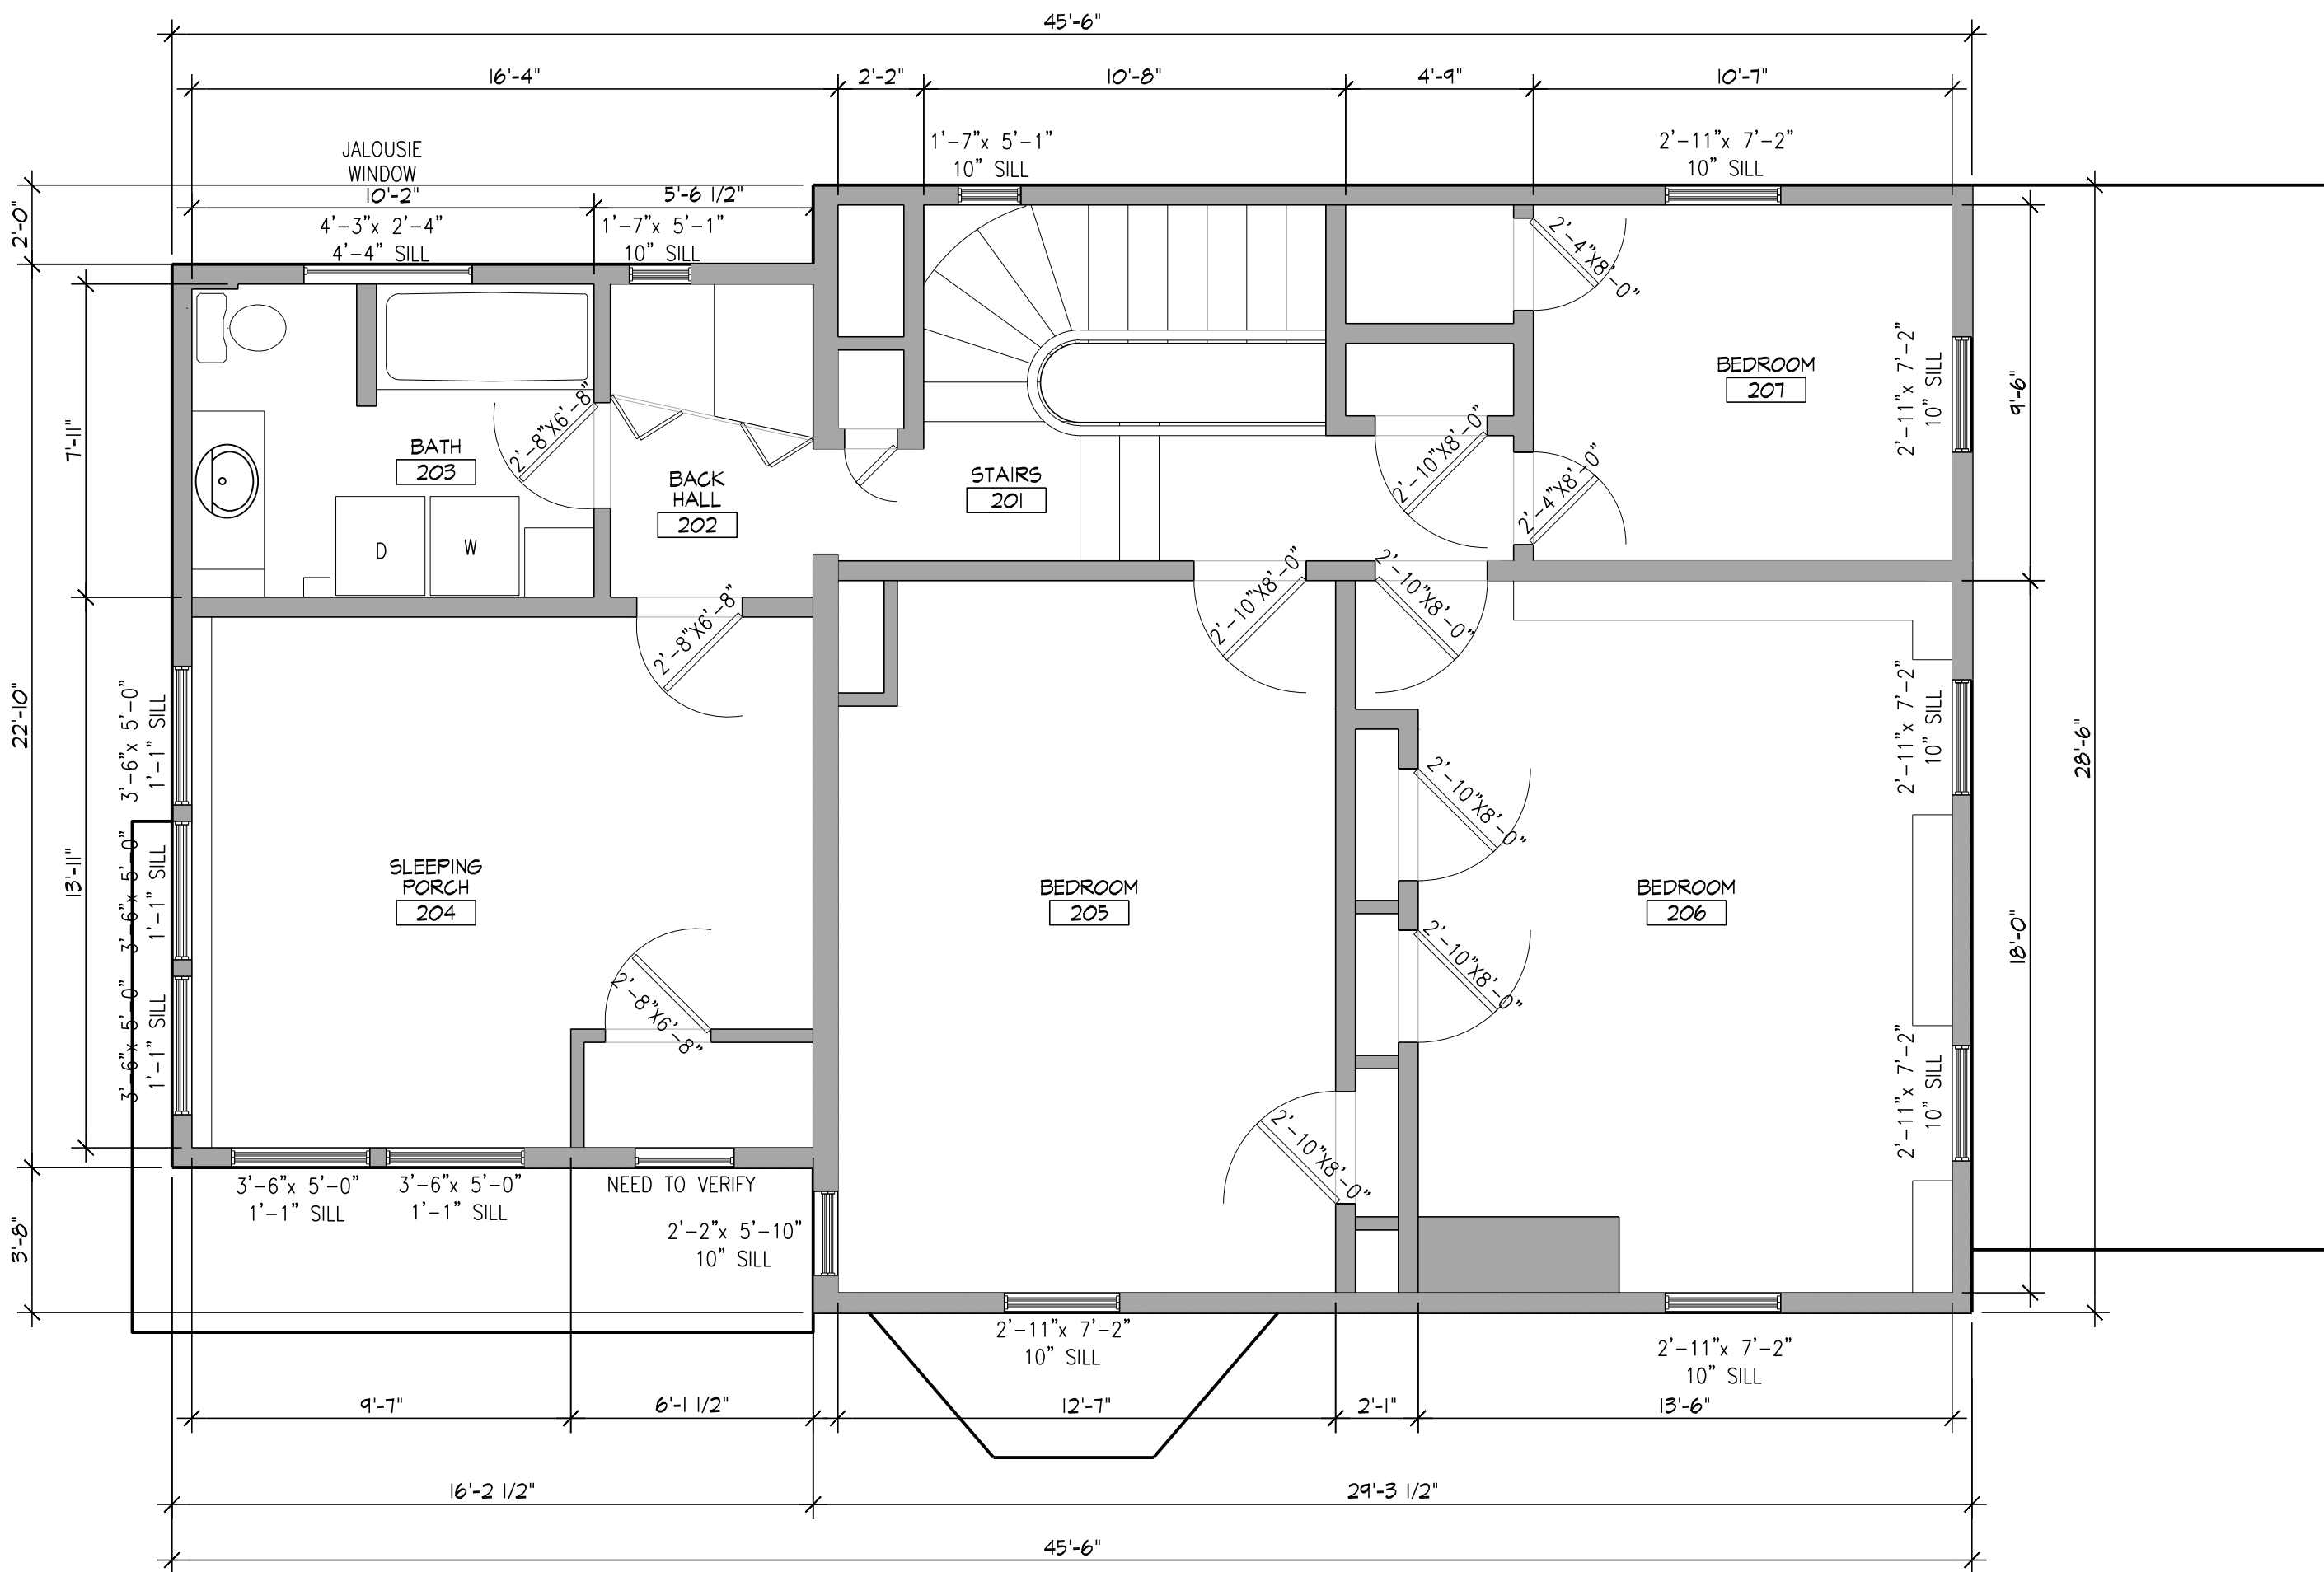 45'-6"
16'-4"
2'-2"
10'-8"
4'-9"
10'-7"
JALOUSIE
WINDOW
10'-2"
5'-6 1/2"
4'-3"x 2'-4"
4'-4" SILL
1'-7"x 5'-1"
10" SILL
1'-7"x 5'-1"
10" SILL
2'-11"x 7'-2"
10" SILL
2'-0"
22'-10"
3'-8"
7'-11"
13'-11"
2'-4"X8'-0"
BEDROOM
207
2'-11"x 7'-2"
10" SILL
9'-6"
BATH
203
2'-8"X6'-8"
D
W
BACK
HALL
202
STAIRS
201
2'-10"X8'-0"
2'-4"X8'-0"
2'-8"X6'-8"
2'-10"X8'-0"
2'-10"X8'-0"
3'-6"x 5'-0"
1'-1" SILL
3'-6"x 5'-0"
1'-1" SILL
3'-6"x 5'-0"
1'-1" SILL
SLEEPING
PORCH
204
BEDROOM
205
BEDROOM
206
2'-10"X8'-0"
2'-10"X8'-0"
2'-11"x 7'-2"
10" SILL
2'-11"x 7'-2"
10" SILL
28'-6"
18'-0"
2'-8"X6'-8"
2'-10"X8'-0"
3'-6"x 5'-0"
1'-1" SILL
3'-6"x 5'-0"
1'-1" SILL
NEED TO VERIFY
2'-2"x 5'-10"
10" SILL
2'-11"x 7'-2"
10" SILL
2'-11"x 7'-2"
10" SILL
9'-7"
6'-1 1/2"
12'-7"
2'-1"
13'-6"
16'-2 1/2"
29'-3 1/2"
45'-6"